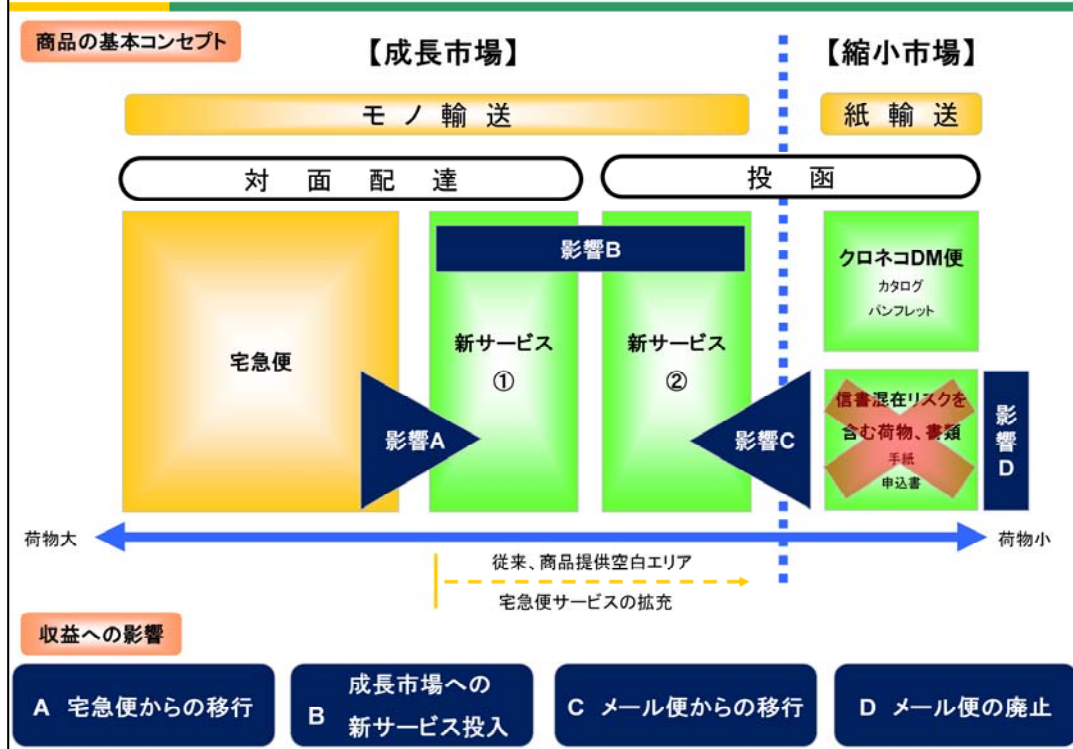 商品の基本コンセプト
【成長市場】
【縮小市場】
モノ輸送
紙輸送
対面配達
投函
宅急便
新サービス
①
新サービス
②
影響A
影響B
影響C
クロネコDM便
カタログ
パンフレット
信書混在リスクを
含む荷物、書類
手紙
申込書
影響D
荷物大
荷物小
従来、商品提供空白エリア
宅急便サービスの拡充
収益への影響
A 宅急便からの移行
B 成長市場への
新サービス投入
C メール便からの移行
D メール便の廃止